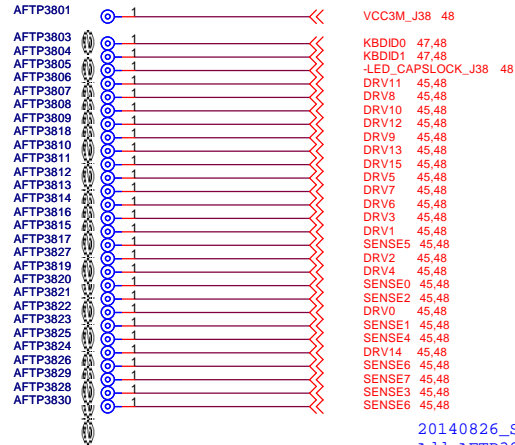 AFTP3801 1 VCC3M_J38 48
AFTP3803 1 KBDID0 47,48
AFTP3804 1 KBDID1 47,48
AFTP3805 1 -LED_CAPSLOCK_J38 48
AFTP3806 1 DRV11 45,48
AFTP3807 1 DRV8 45,48
AFTP3808 1 DRV10 45,48
AFTP3809 1 DRV12 45,48
AFTP3818 1 DRV9 45,48
AFTP3810 1 DRV13 45,48
AFTP3811 1 DRV15 45,48
AFTP3812 1 DRV5 45,48
AFTP3813 1 DRV7 45,48
AFTP3814 1 DRV6 45,48
AFTP3816 1 DRV3 45,48
AFTP3815 1 DRV1 45,48
AFTP3817 1 SENSE5 45,48
AFTP3827 1 DRV2 45,48
AFTP3819 1 DRV4 45,48
AFTP3820 1 SENSE0 45,48
AFTP3821 1 SENSE2 45,48
AFTP3822 1 DRV0 45,48
AFTP3823 1 SENSE1 45,48
AFTP3825 1 SENSE4 45,48
AFTP3824 1 DRV14 45,48
AFTP3826 1 SENSE6 45,48
AFTP3829 1 SENSE7 45,48
AFTP3828 1 SENSE3 45,48
AFTP3830 1 SENSE6 45,48
20140826_S